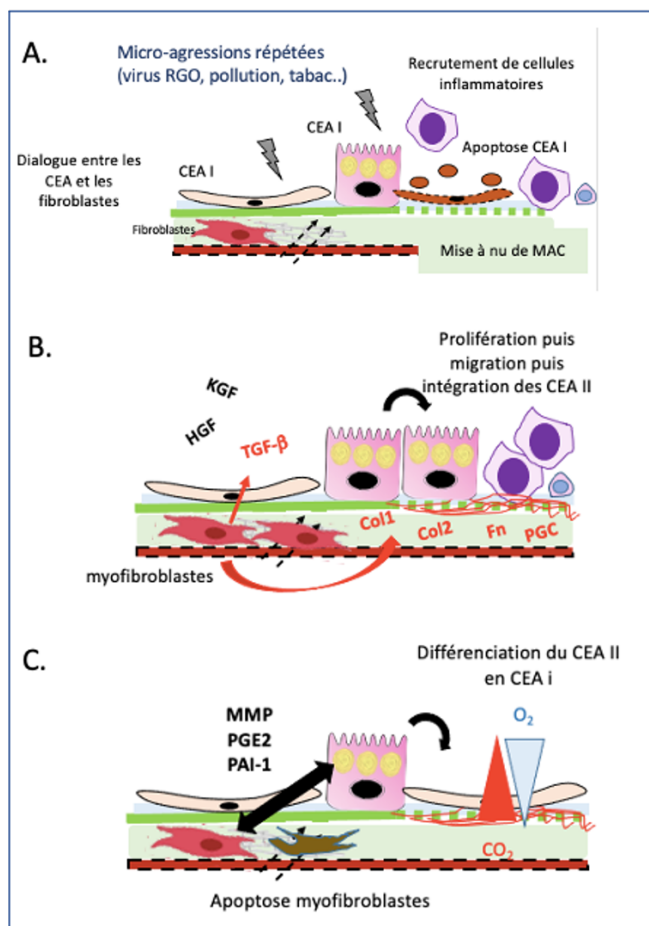 A.
Micro-agressions répétées
(virus RGO, pollution, tabac..)
Recrutement de cellules
inflammatoires
CEA I
Apoptose CEA I
Dialogue entre les
CEA et les
fibroblastes
CEA I
Fibroblastes
Mise à nu de MAC
B.
Prolifération puis
migration puis
intégration des CEA II
KGF
HGF
TGF-β
Col1
Col2
Fn
PGC
myofibroblastes
C.
Différenciation du CEA II
en CEA i
MMP
PGE2
PAI-1
O₂
CO₂
Apoptose myofibroblastes